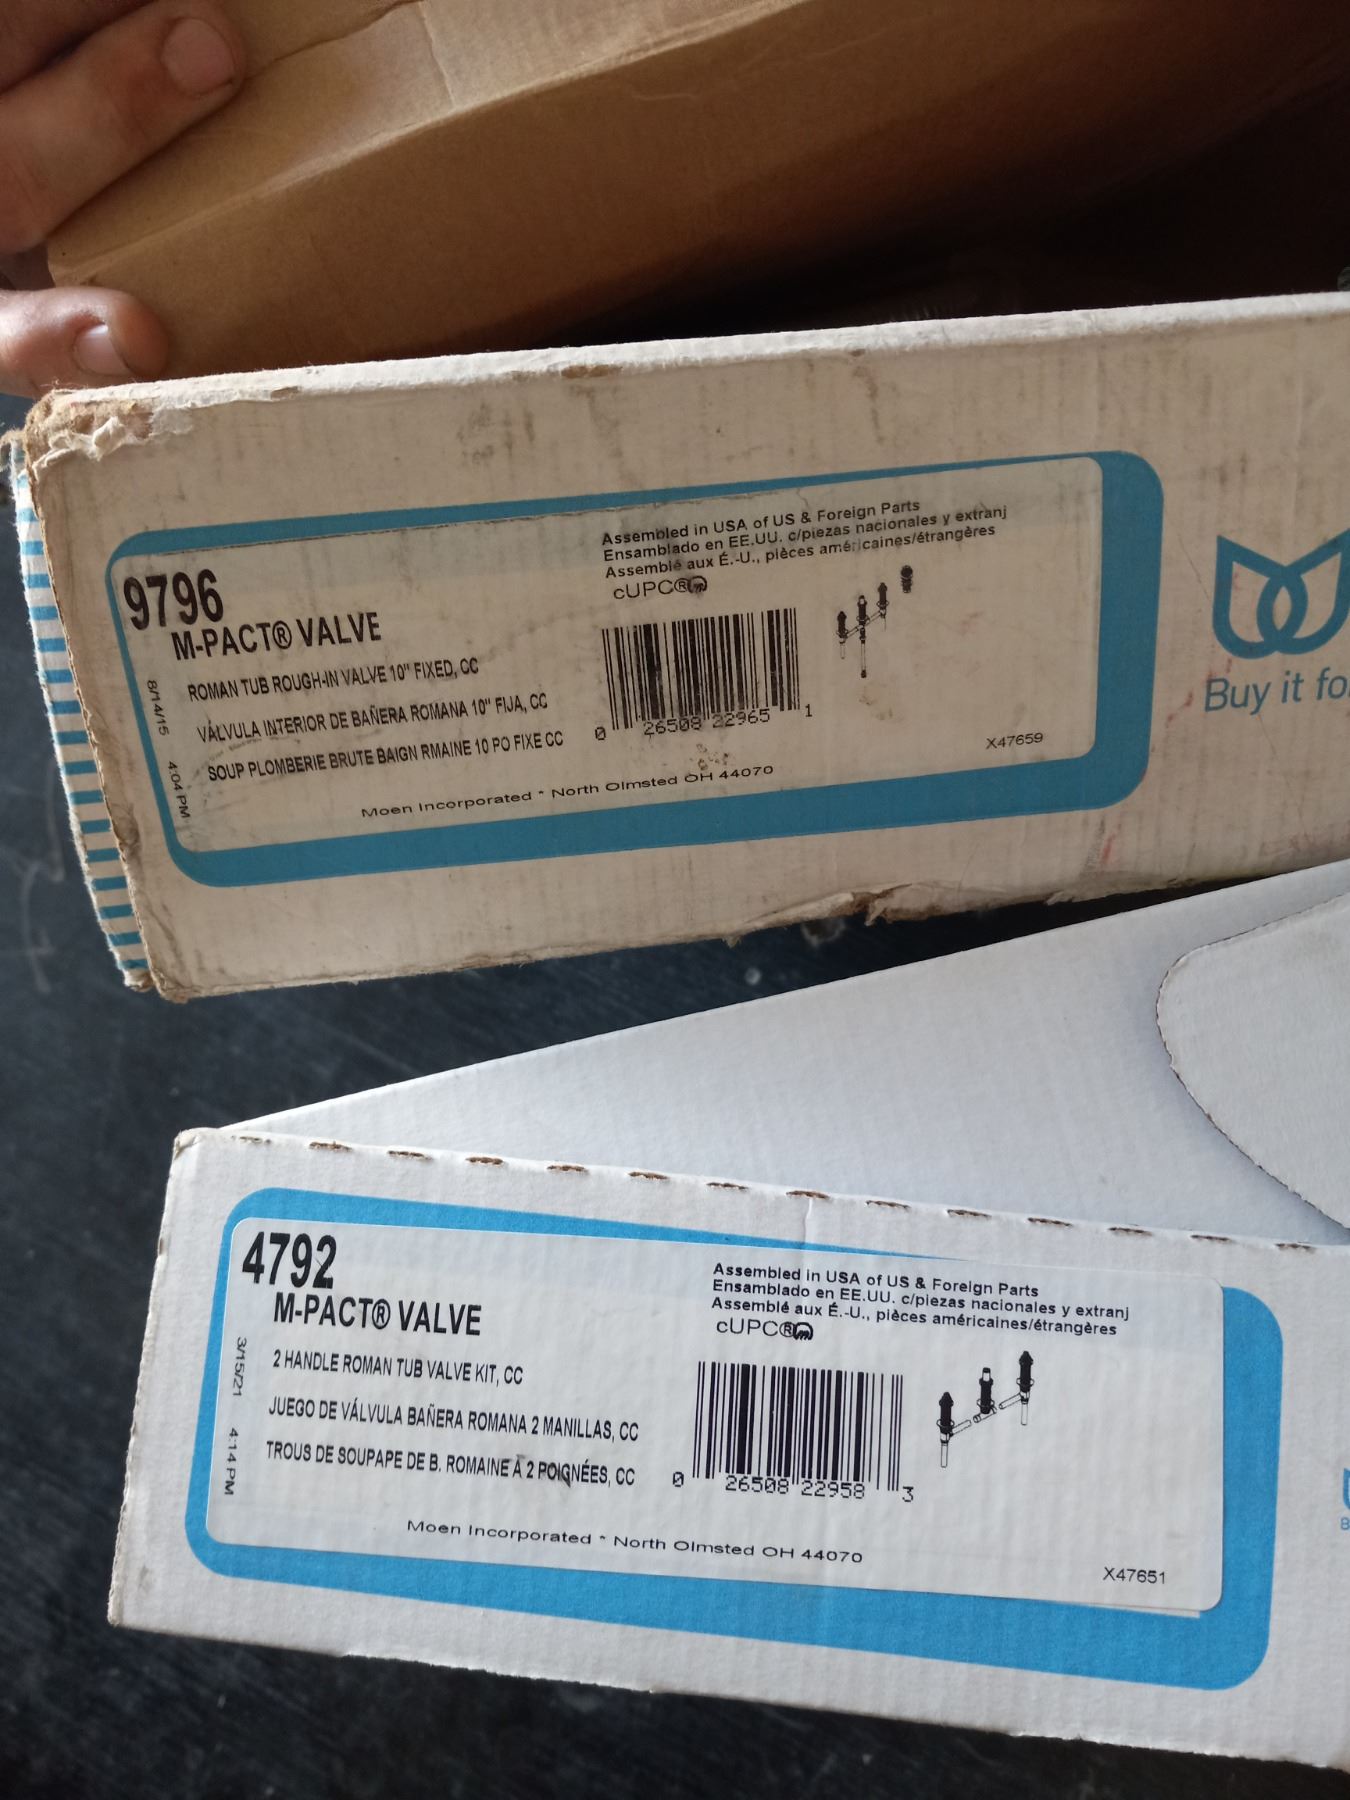 9796
M-PACT® VALVE
ROMAN TUB ROUGH-IN VALVE 10" FIXED, CC
VÁLVULA INTERIOR DE BAÑERA ROMANA 10" FIJA, CC
SOUP PLOMBERIE BRUTE BAIGN RMAINE 10 PO FIXE CC
8/14/15 4:04 PM
Assembled in USA of US & Foreign Parts
Ensamblado en EE.UU. c/piezas nacionales y extranj
Assemblé aux É.-U., pièces américaines/étrangères
cUPC®
0 26508 22965 1
X47659
Moen Incorporated * North Olmsted OH 44070
Buy it fo
4792
M-PACT® VALVE
2 HANDLE ROMAN TUB VALVE KIT, CC
JUEGO DE VÁLVULA BAÑERA ROMANA 2 MANILLAS, CC
TROUS DE SOUPAPE DE B. ROMAINE À 2 POIGNÉES, CC
3/15/21 4:14 PM
Assembled in USA of US & Foreign Parts
Ensamblado en EE.UU. c/piezas nacionales y extranj
Assemblé aux É.-U., pièces américaines/étrangères
cUPC®
0 26508 22958 3
Moen Incorporated * North Olmsted OH 44070
X47651